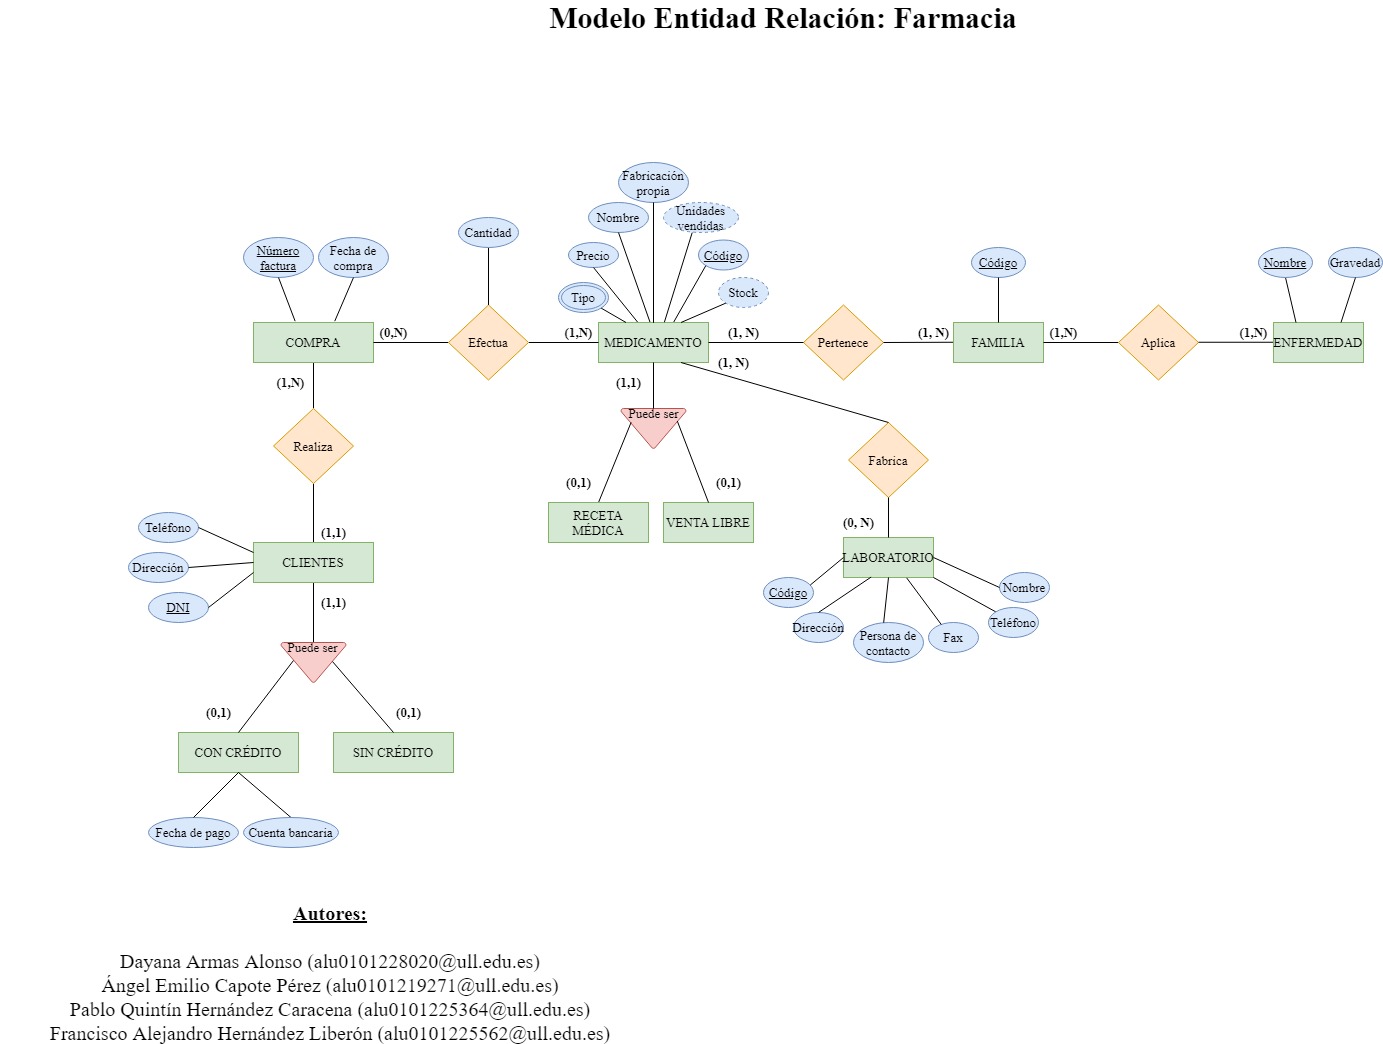 Modelo Entidad Relación: Farmacia
Fabricación
propia
Nombre
Unidades
vendidas
Cantidad
Número
factura
Fecha de
compra
Precio
Código
Código
Nombre
Gravedad
Tipo
Stock
COMPRA
(0,N)
Efectua
(1,N)
MEDICAMENTO
(1, N)
Pertenece
(1, N)
FAMILIA
(1,N)
Aplica
(1,N)
ENFERMEDAD
(1, N)
(1,N)
(1,1)
Puede ser
Realiza
Fabrica
(0,1)
(0,1)
RECETA
MÉDICA
VENTA LIBRE
(0, N)
Teléfono
(1,1)
LABORATORIO
CLIENTES
Dirección
DNI
(1,1)
Código
Nombre
Dirección
Persona de
contacto
Fax
Teléfono
Puede ser
(0,1)
(0,1)
CON CRÉDITO
SIN CRÉDITO
Fecha de pago
Cuenta bancaria
Autores:
Dayana Armas Alonso (alu0101228020@ull.edu.es)
Ángel Emilio Capote Pérez (alu0101219271@ull.edu.es)
Pablo Quintín Hernández Caracena (alu0101225364@ull.edu.es)
Francisco Alejandro Hernández Liberón (alu0101225562@ull.edu.es)